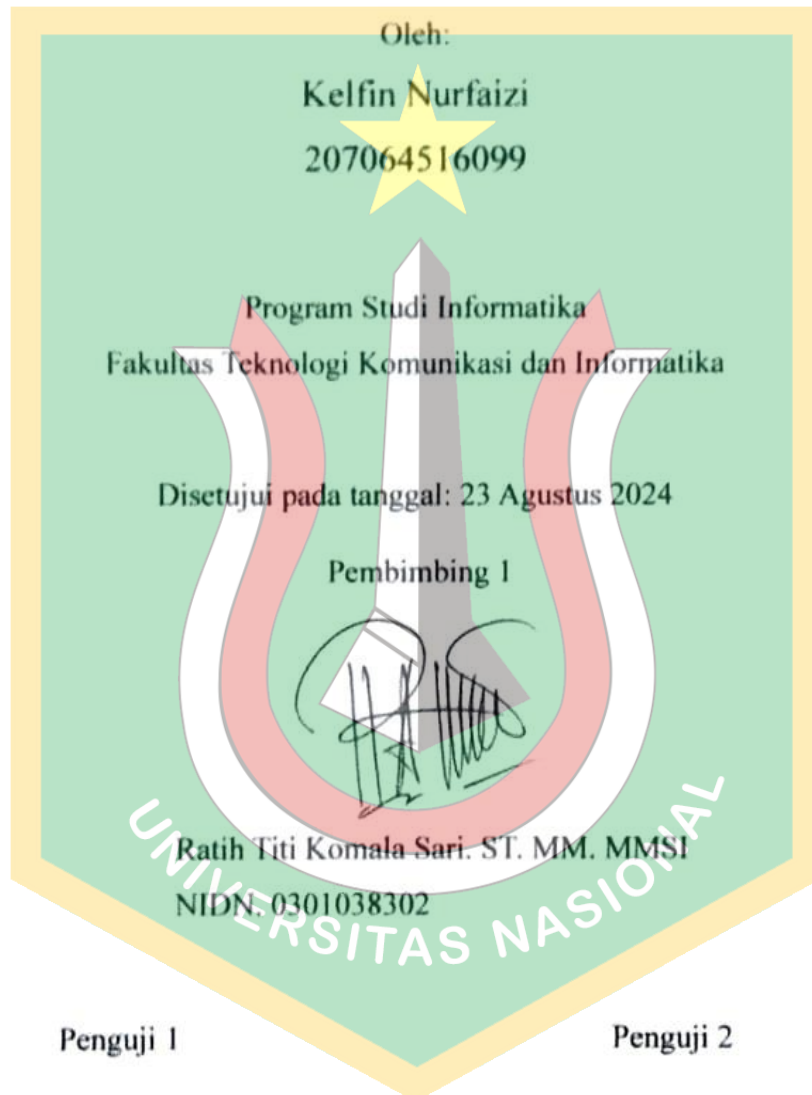 Oleh:
Kelfin Nurfaizi
207064516099
Program Studi Informatika
Fakultas Teknologi Komunikasi dan Informatika
Disetujui pada tanggal: 23 Agustus 2024
Pembimbing 1
Ratih Titi Komala Sari. ST. MM. MMSI
NIDN. 0301038302
UNIVERSITAS NASIONAL
Penguji 1 Penguji 2